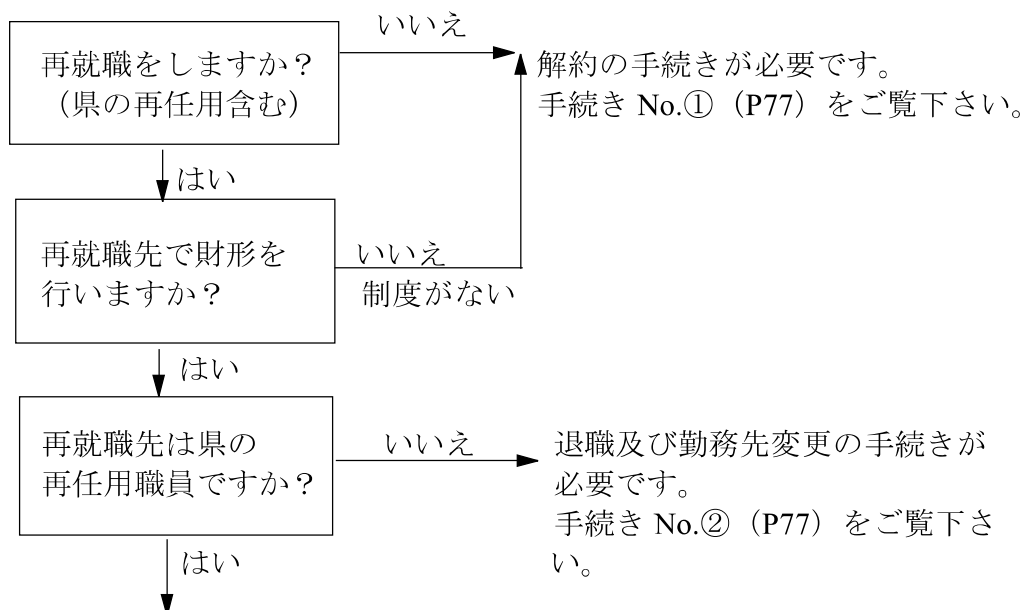 いいえ
再就職をしますか?
(県の再任用含む)
解約の手続きが必要です。
手続き No.①(P77)をご覧下さい。
はい
再就職先で財形を
行いますか?
いいえ
制度がない
はい
再就職先は県の
再任用職員ですか?
いいえ
退職及び勤務先変更の手続きが
必要です。
手続き No.②(P77)をご覧下さ
い。
はい